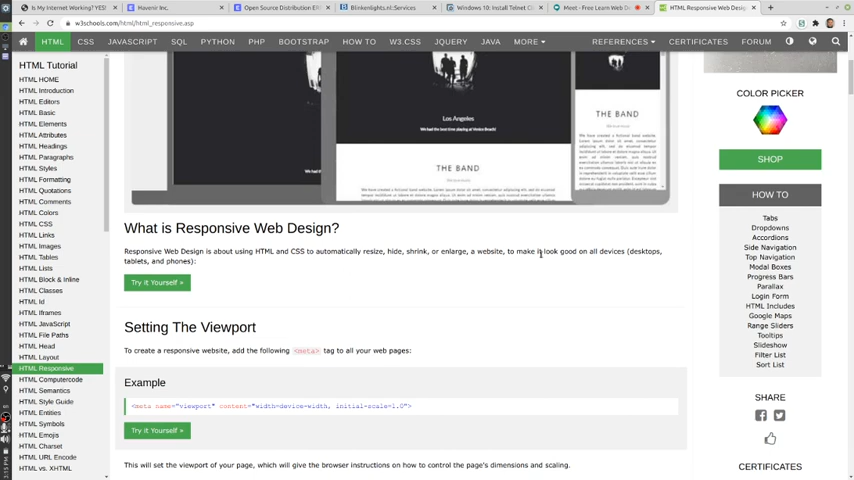 Is My Internet Working? YES!
Havenir Inc.
Open Source Distribution ER
Blinkenlights.nl:Services
Windows 10: Install Telnet C
Meet - Free Learn Web D
HTML Responsive Web Desi
w3schools.com/html/html_responsive.asp
HTML CSS JAVASCRIPT SQL PYTHON PHP BOOTSTRAP HOW TO W3.CSS JQUERY JAVA MORE REFERENCES CERTIFICATES FORUM
HTML Tutorial
HTML HOME
HTML Introduction
HTML Editors
HTML Basic
HTML Elements
HTML Attributes
HTML Headings
HTML Paragraphs
HTML Styles
HTML Formatting
HTML Quotations
HTML Comments
HTML Colors
HTML CSS
HTML Links
HTML Images
HTML Tables
HTML Lists
HTML Block & Inline
HTML Classes
HTML Id
HTML Iframes
HTML JavaScript
HTML File Paths
HTML Head
HTML Layout
HTML Responsive
HTML Computercode
HTML Semantics
HTML Style Guide
HTML Entities
HTML Symbols
HTML Emojis
HTML Charset
HTML URL Encode
HTML vs. XHTML
Los Angeles
We had the best time playing at Venice Beach!
THE BAND
THE BAND
What is Responsive Web Design?
Responsive Web Design is about using HTML and CSS to automatically resize, hide, shrink, or enlarge, a website, to make it look good on all devices (desktops,
tablets, and phones):
Try it Yourself »
Setting The Viewport
To create a responsive website, add the following <meta> tag to all your web pages:
Example
<meta name="viewport" content="width=device-width, initial-scale=1.0">
Try it Yourself »
This will set the viewport of your page, which will give the browser instructions on how to control the page's dimensions and scaling.
COLOR PICKER
SHOP
HOW TO
Tabs
Dropdowns
Accordions
Side Navigation
Top Navigation
Modal Boxes
Progress Bars
Parallax
Login Form
HTML Includes
Google Maps
Range Sliders
Tooltips
Slideshow
Filter List
Sort List
SHARE
CERTIFICATES